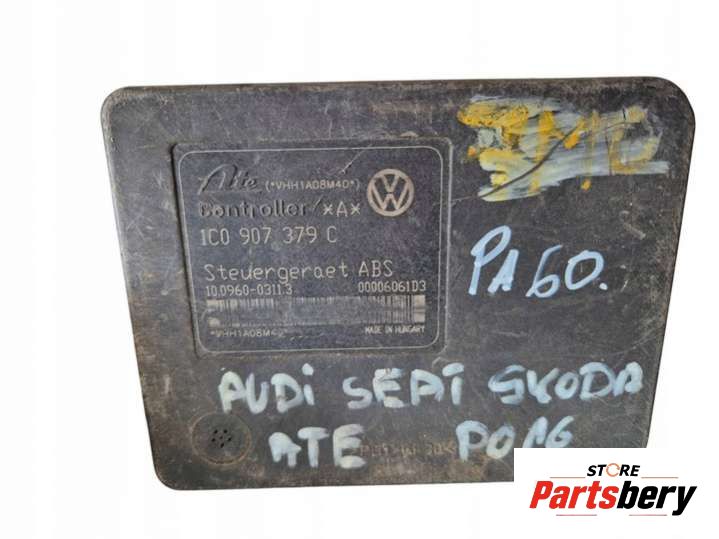 Ate (*VHH1A08M40*)
Controller *A*
1C0 907 379 C
Steuergeraet ABS
10.0960-0311.3 00006061D3
MADE IN HUNGARY
*VHH1A08M40*
PA60.
AUDi SEAT SKODA
ATE
STORE
Partsbery